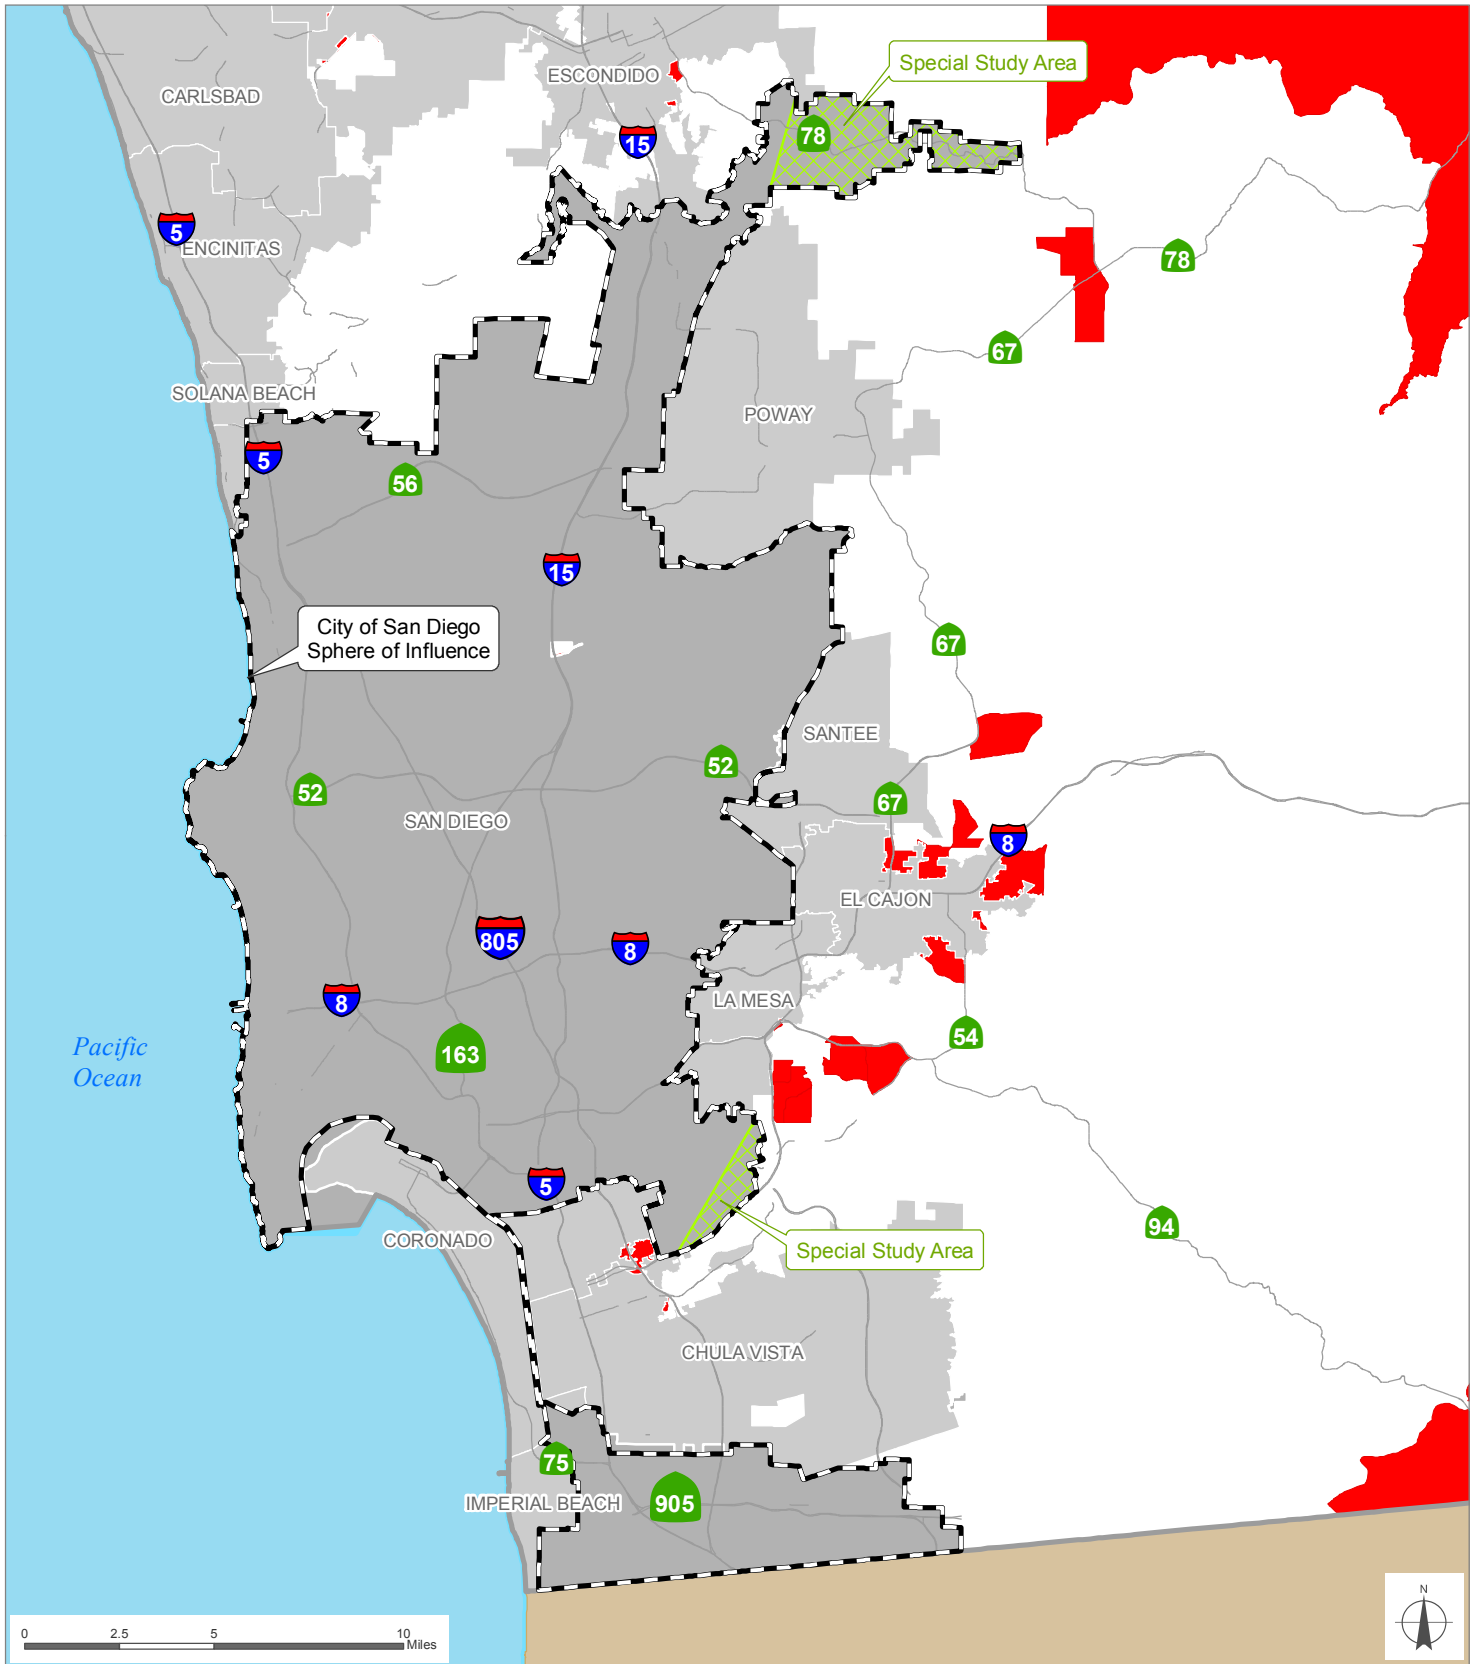 Special Study Area
ESCONDIDO
CARLSBAD
78
15
5
ENCINITAS
78
67
SOLANA BEACH
POWAY
5
56
15
City of San Diego
Sphere of Influence
67
SANTEE
52
52
67
SAN DIEGO
8
EL CAJON
805
8
8
LA MESA
54
163
Pacific
Ocean
5
94
CORONADO
Special Study Area
CHULA VISTA
75
IMPERIAL BEACH
905
N
0 2.5 5 10
Miles